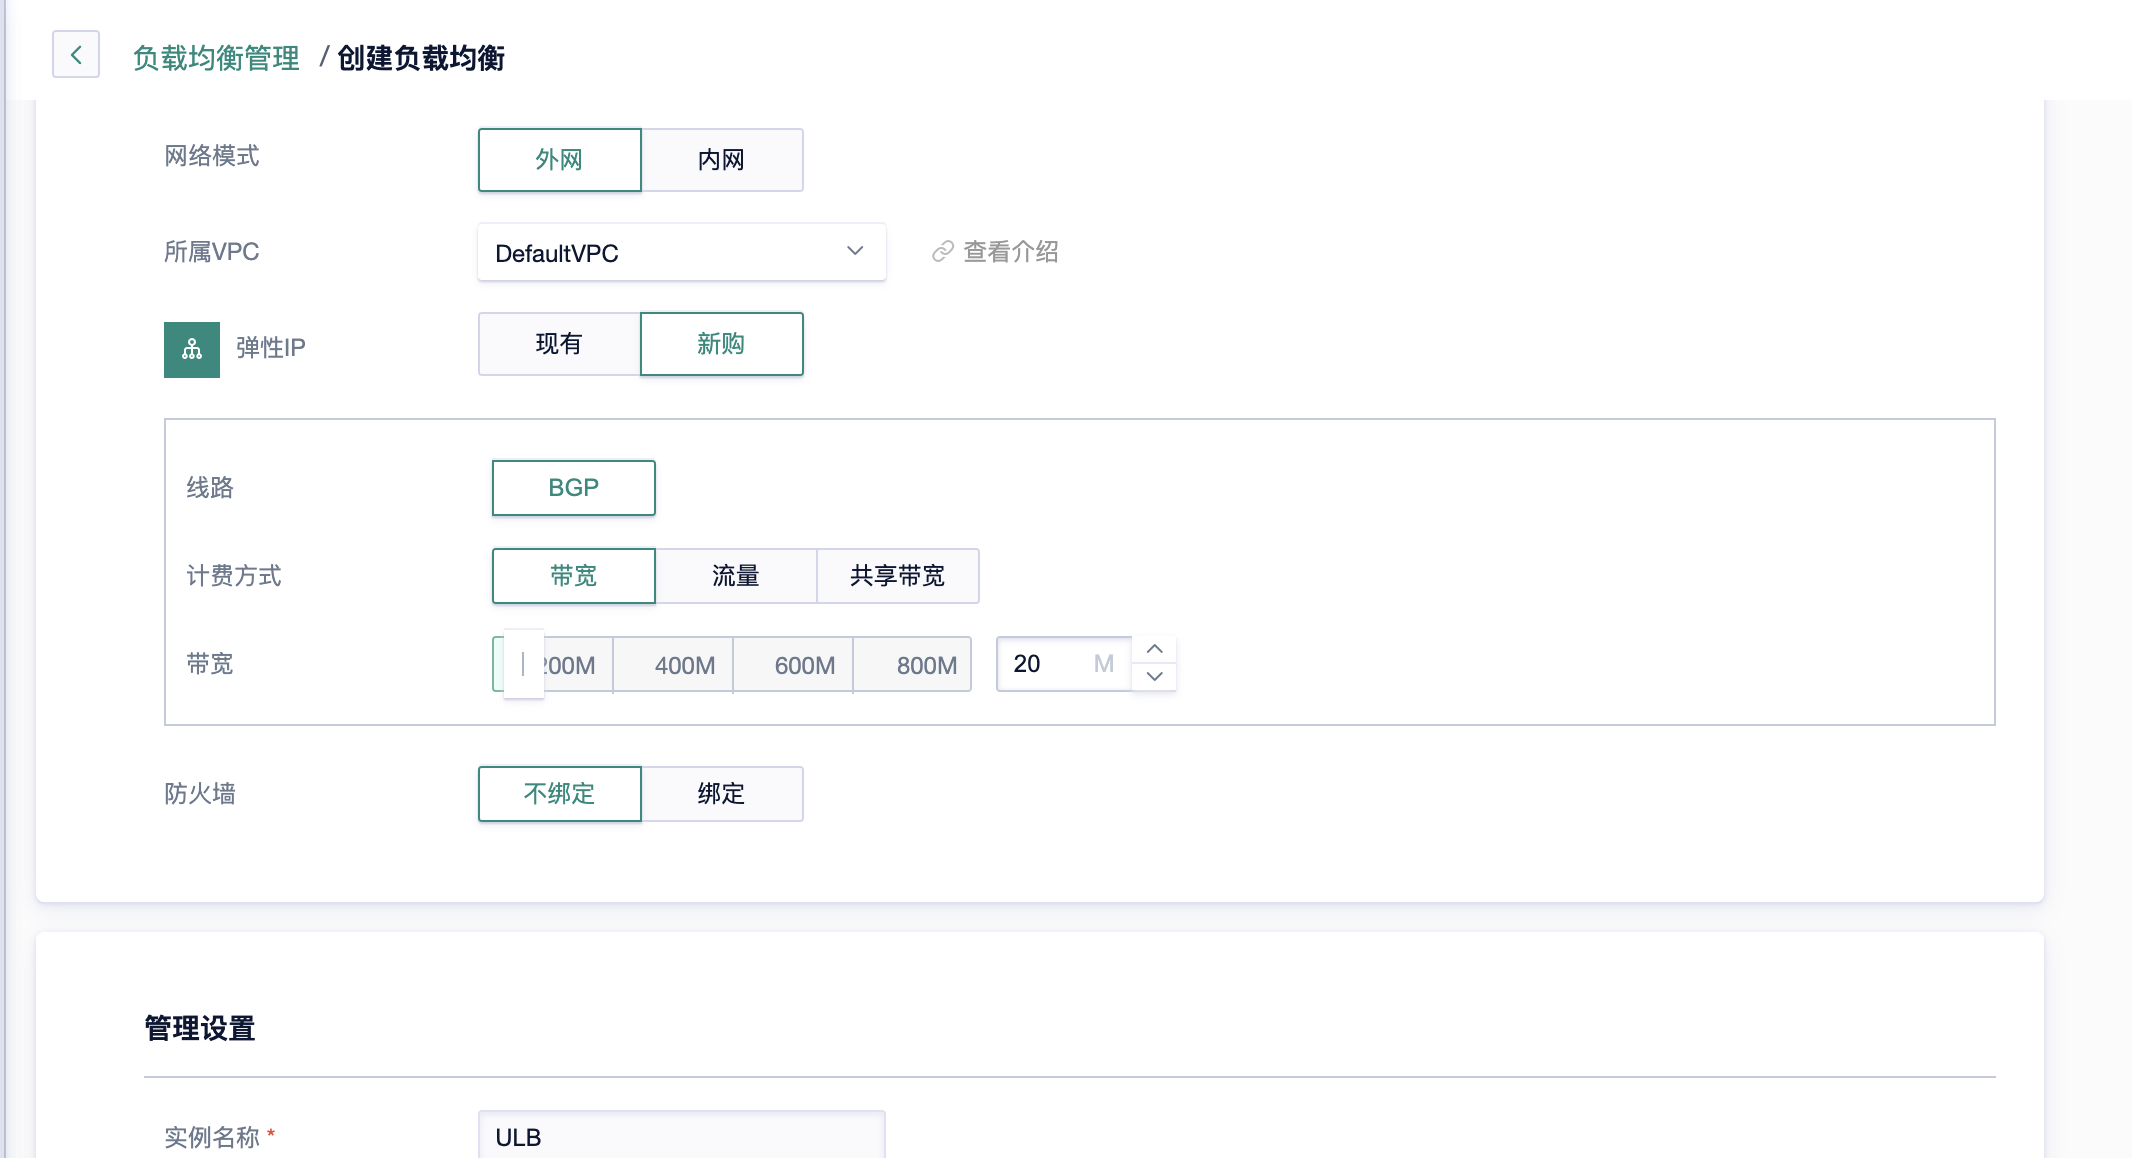 负载均衡管理 / 创建负载均衡
网络模式 外网 内网
所属VPC DefaultVPC 查看介绍
弹性IP 现有 新购
线路 BGP
计费方式 带宽 流量 共享带宽
带宽 200M 400M 600M 800M 20 M
防火墙 不绑定 绑定
管理设置
实例名称 * ULB